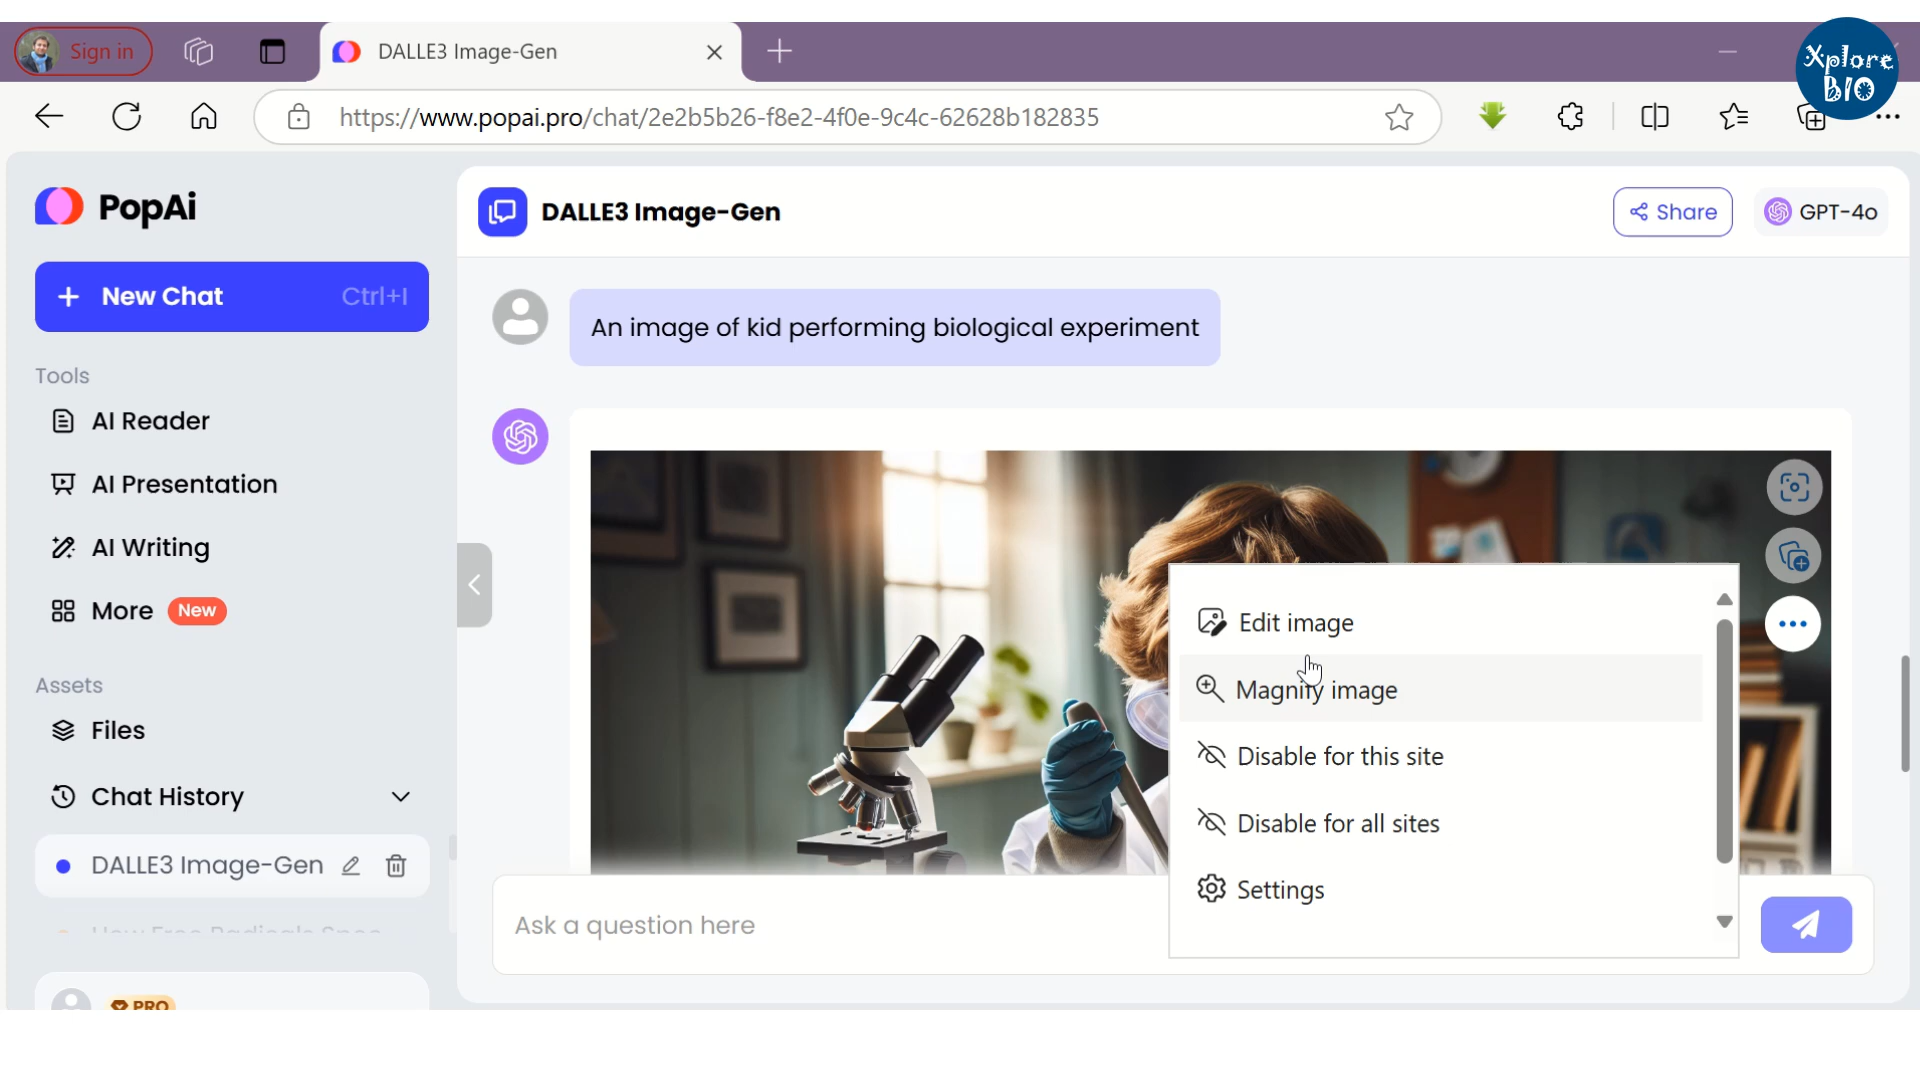 Sign in
DALLE3 Image-Gen
Xplore
BIO
https://www.popai.pro/chat/2e2b5b26-f8e2-4f0e-9c4c-62628b182835
PopAi
DALLE3 Image-Gen
Share
GPT-4o
New Chat
Ctrl+I
An image of kid performing biological experiment
Tools
AI Reader
AI Presentation
AI Writing
More
New
Edit image
Magnify image
Assets
Files
Disable for this site
Chat History
Disable for all sites
DALLE3 Image-Gen
Settings
Ask a question here
PRO